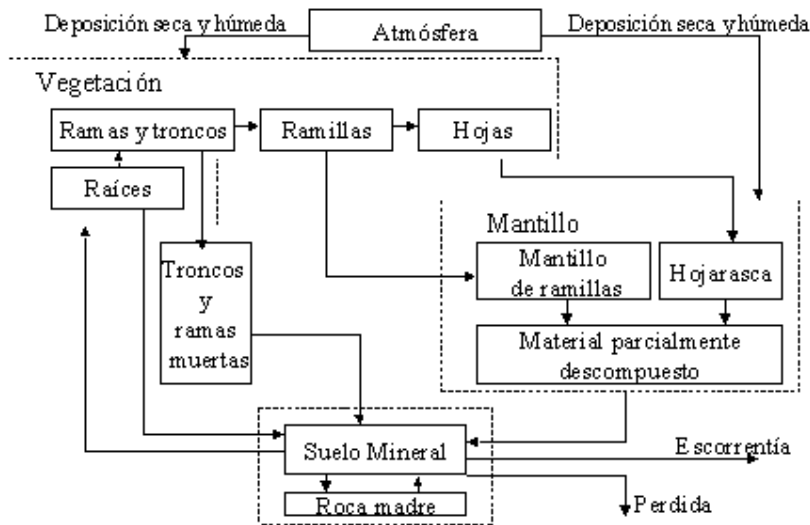 Deposición seca y húmeda
Atmósfera
Deposición seca y húmeda
Vegetación
Ramas y troncos
Ramillas
Hojas
Raíces
Mantillo
Troncos
y
ramas
muertas
Mantillo
de ramillas
Hojarasca
Material parcialmente
descompuesto
Suelo Mineral
Escorrentía
Roca madre
Perdida